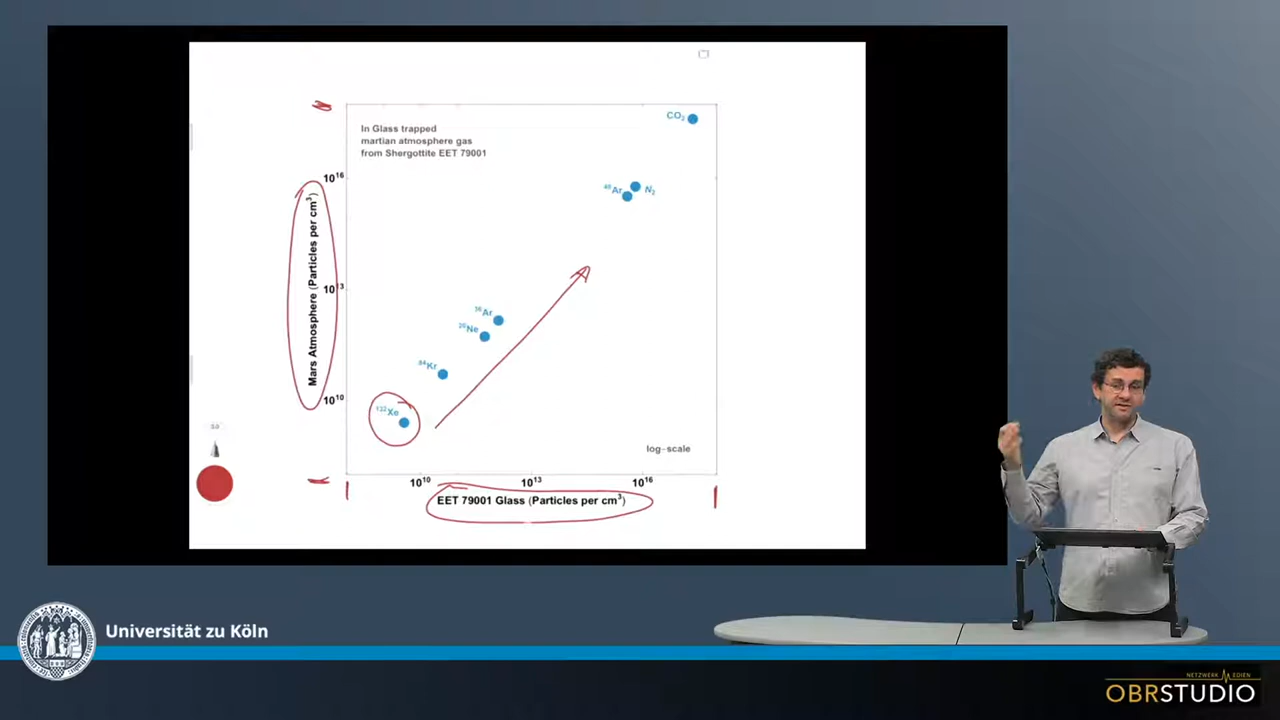 In Glass trapped
martian atmosphere gas
from Shergottite EET 79001
CO₂
⁴⁰Ar
N₂
³⁶Ar
²⁰Ne
⁸⁴Kr
¹³²Xe
log-scale
10¹⁶
10¹³
10¹⁰
Mars Atmosphere (Particles per cm³)
10¹⁰
10¹³
10¹⁶
EET 79001 Glass (Particles per cm³)
Universität zu Köln
NETZWERK MEDIEN
OBRSTUDIO